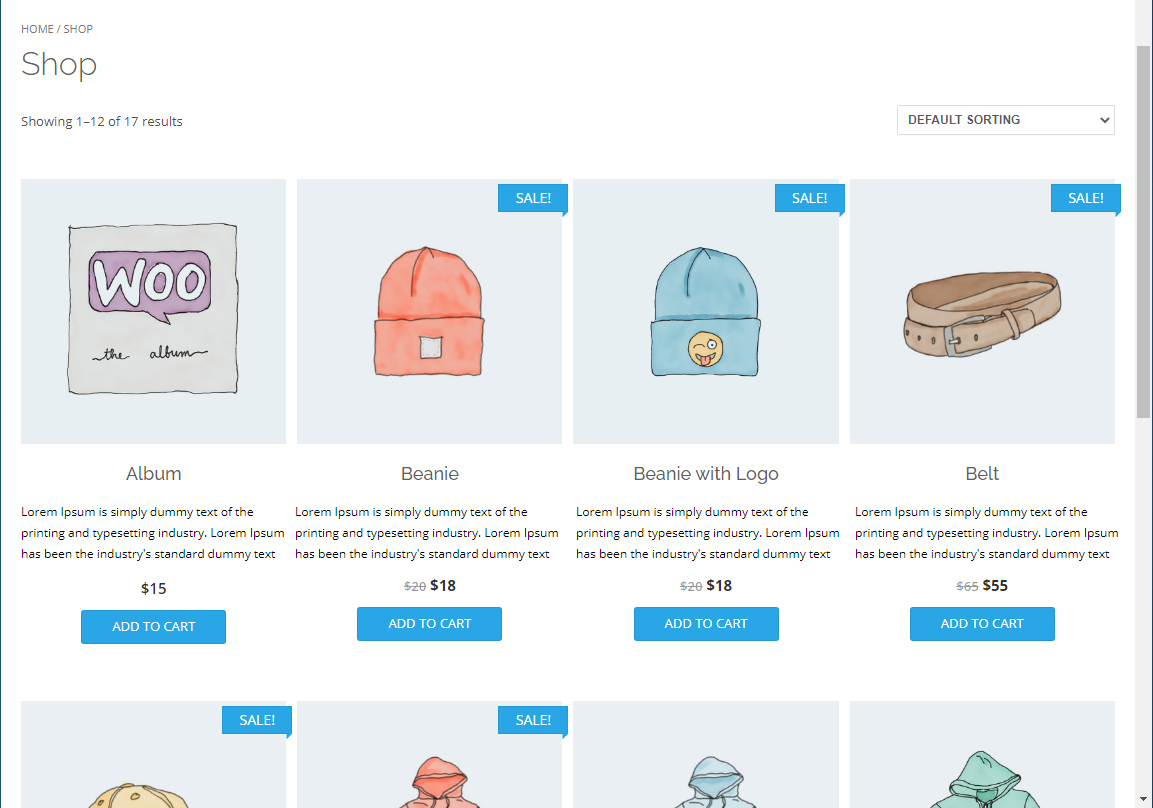 HOME / SHOP
Shop
Showing 1–12 of 17 results
DEFAULT SORTING
SALE!
SALE!
SALE!
WOO
the album
Album
Beanie
Beanie with Logo
Belt
Lorem Ipsum is simply dummy text of the
printing and typesetting industry. Lorem Ipsum
has been the industry's standard dummy text
Lorem Ipsum is simply dummy text of the
printing and typesetting industry. Lorem Ipsum
has been the industry's standard dummy text
Lorem Ipsum is simply dummy text of the
printing and typesetting industry. Lorem Ipsum
has been the industry's standard dummy text
Lorem Ipsum is simply dummy text of the
printing and typesetting industry. Lorem Ipsum
has been the industry's standard dummy text
$15
$20 $18
$20 $18
$65 $55
ADD TO CART
ADD TO CART
ADD TO CART
ADD TO CART
SALE!
SALE!